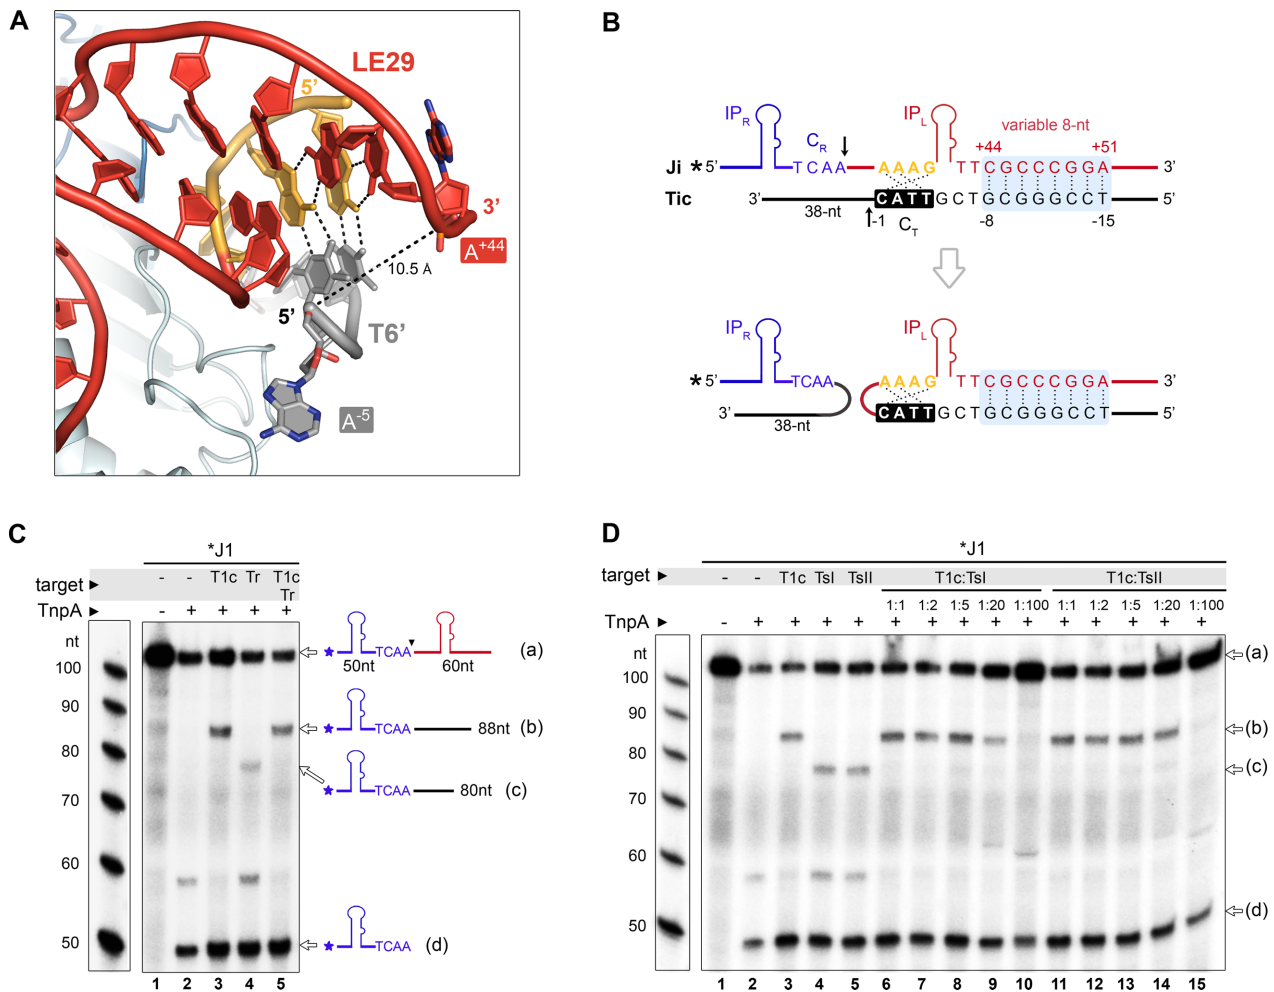 A
LE29
5'
3'
A+44
10.5 Å
5'
T6'
A-5
B
IPR
IPL
variable 8-nt
CR
+44
+51
Ji
*5'
TCAA
AAAG
TT
CGCCCGGA
3'
Tic
3'
CATT
GCT
GCGGGCCT
5'
38-nt
-1
CT
-8
-15
IPR
IPL
*5'
TCAA
AAAG
TT
CGCCCGGA
3'
3'
CATT
GCT
GCGGGCCT
5'
38-nt
C
*J1
target ►
-
-
T1c
Tr
T1c
Tr
TnpA ►
-
+
+
+
+
nt
100
90
80
70
60
50
TCAA
50nt
60nt
(a)
TCAA
88nt
(b)
TCAA
80nt
(c)
TCAA
(d)
1 2 3 4 5
D
*J1
target ►
-
-
T1c
TsI
TsII
T1c:TsI
T1c:TsII
1:1 1:2 1:5 1:20 1:100 1:1 1:2 1:5 1:20 1:100
TnpA ►
- + + + + + + + + + + + + + +
nt
100
90
80
70
60
50
(a)
(b)
(c)
(d)
1 2 3 4 5 6 7 8 9 10 11 12 13 14 15